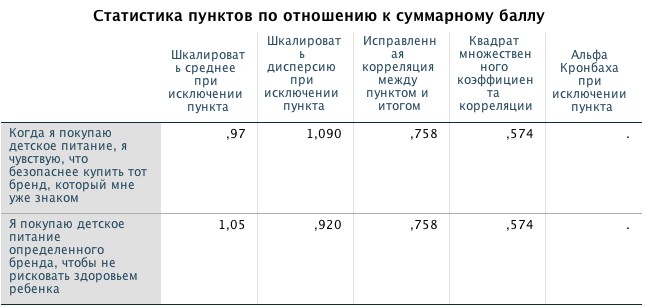 Статистика пунктов по отношению к суммарному баллу
Шкалироват
ь среднее
при
исключении
пункта
Шкалироват
ь
дисперсию
при
исключении
пункта
Исправленн
ая
корреляция
между
пунктом и
итогом
Квадрат
множествен
ного
коэффициен
та
корреляции
Альфа
Кронбаха
при
исключении
пункта
Когда я покупаю
детское питание, я
чувствую, что
безопаснее купить тот
бренд, который мне
уже знаком
,97 1,090 ,758 ,574 .
Я покупаю детское
питание
определенного
бренда, чтобы не
рисковать здоровьем
ребенка
1,05 ,920 ,758 ,574 .